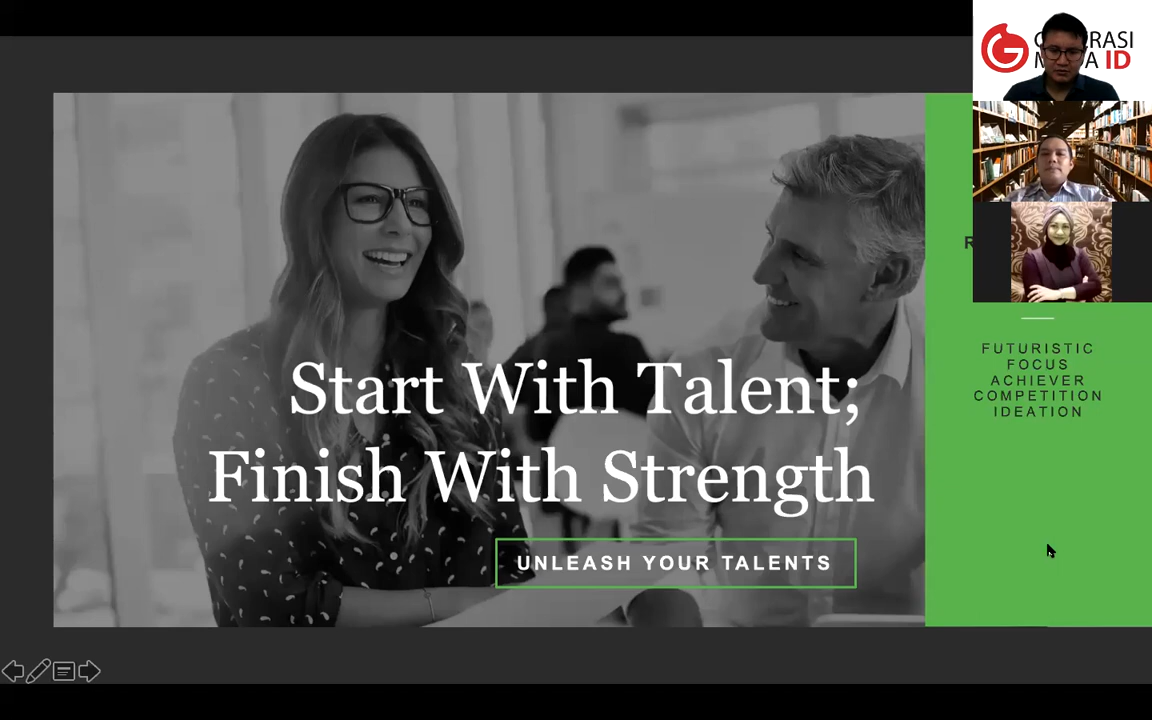 Start With Talent;
Finish With Strength
UNLEASH YOUR TALENTS
FUTURISTIC
FOCUS
ACHIEVER
COMPETITION
IDEATION
ID